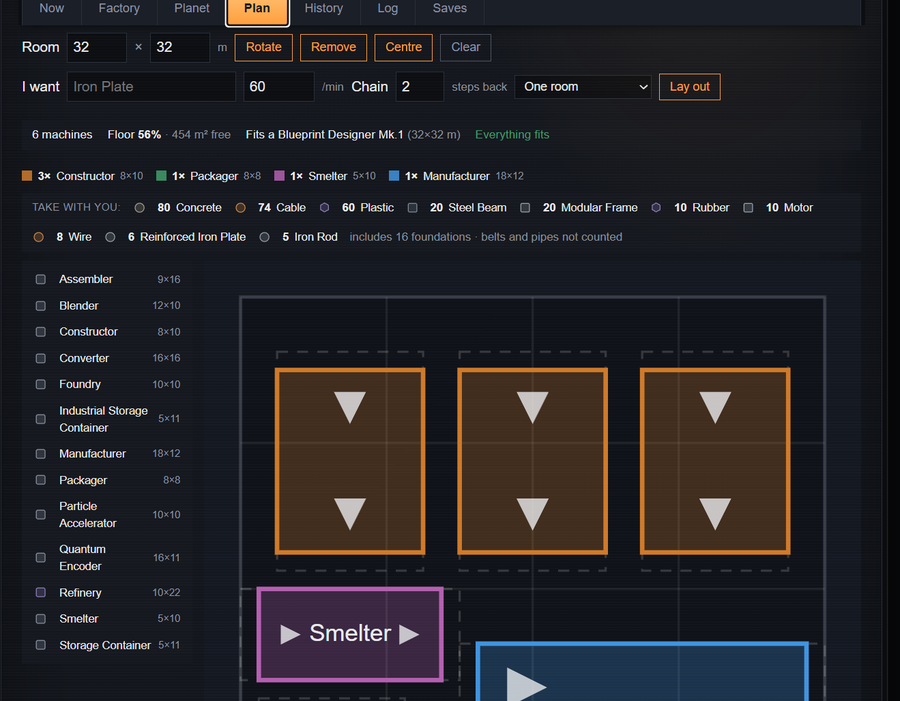 Now Factory Planet Plan History Log Saves
Room 32 × 32 m Rotate Remove Centre Clear
I want Iron Plate 60 /min Chain 2 steps back One room Lay out
6 machines Floor 56% · 454 m² free Fits a Blueprint Designer Mk.1 (32×32 m) Everything fits
3× Constructor 8×10 1× Packager 8×8 1× Smelter 5×10 1× Manufacturer 18×12
TAKE WITH YOU: 80 Concrete 74 Cable 60 Plastic 20 Steel Beam 20 Modular Frame 10 Rubber 10 Motor
8 Wire 6 Reinforced Iron Plate 5 Iron Rod includes 16 foundations · belts and pipes not counted
Assembler 9×16
Blender 12×10
Constructor 8×10
Converter 16×16
Foundry 10×10
Industrial Storage
Container 5×11
Manufacturer 18×12
Packager 8×8
Particle
Accelerator 10×10
Quantum
Encoder 16×11
Refinery 10×22
Smelter 5×10
Storage Container 5×11
Smelter